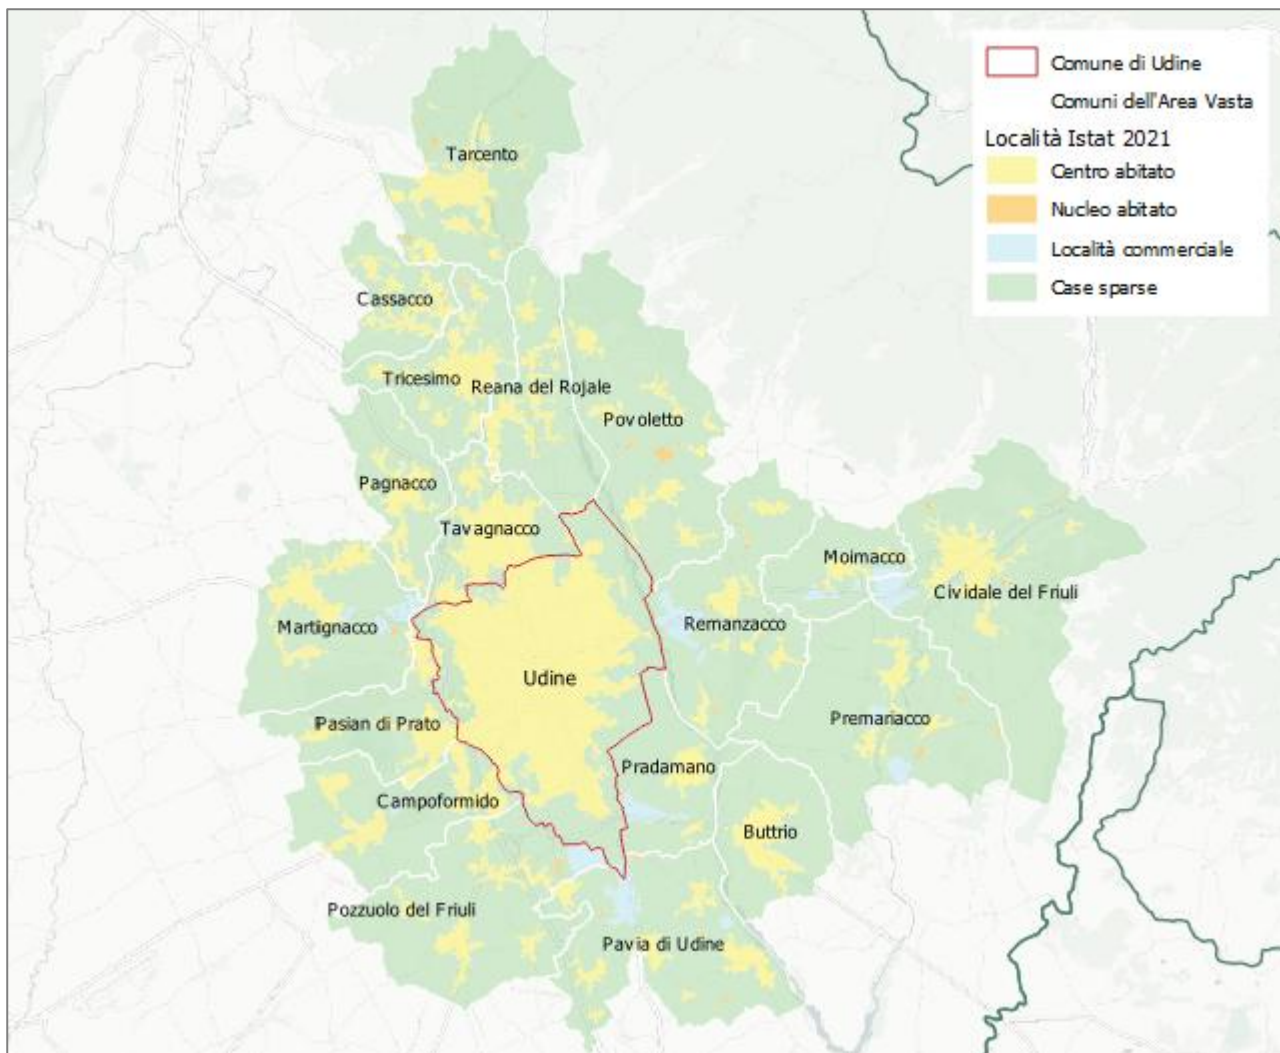 Comune di Udine
Comuni dell'Area Vasta
Località Istat 2021
Centro abitato
Nucleo abitato
Località commerciale
Case sparse
Tarcento
Cassacco
Tricesimo
Reana del Rojale
Povoletto
Pagnacco
Tavagnacco
Moimacco
Cividale del Friuli
Martignacco
Remanzacco
Udine
Premariacco
Pasian di Prato
Pradamano
Campoformido
Buttrio
Pozzuolo del Friuli
Pavia di Udine